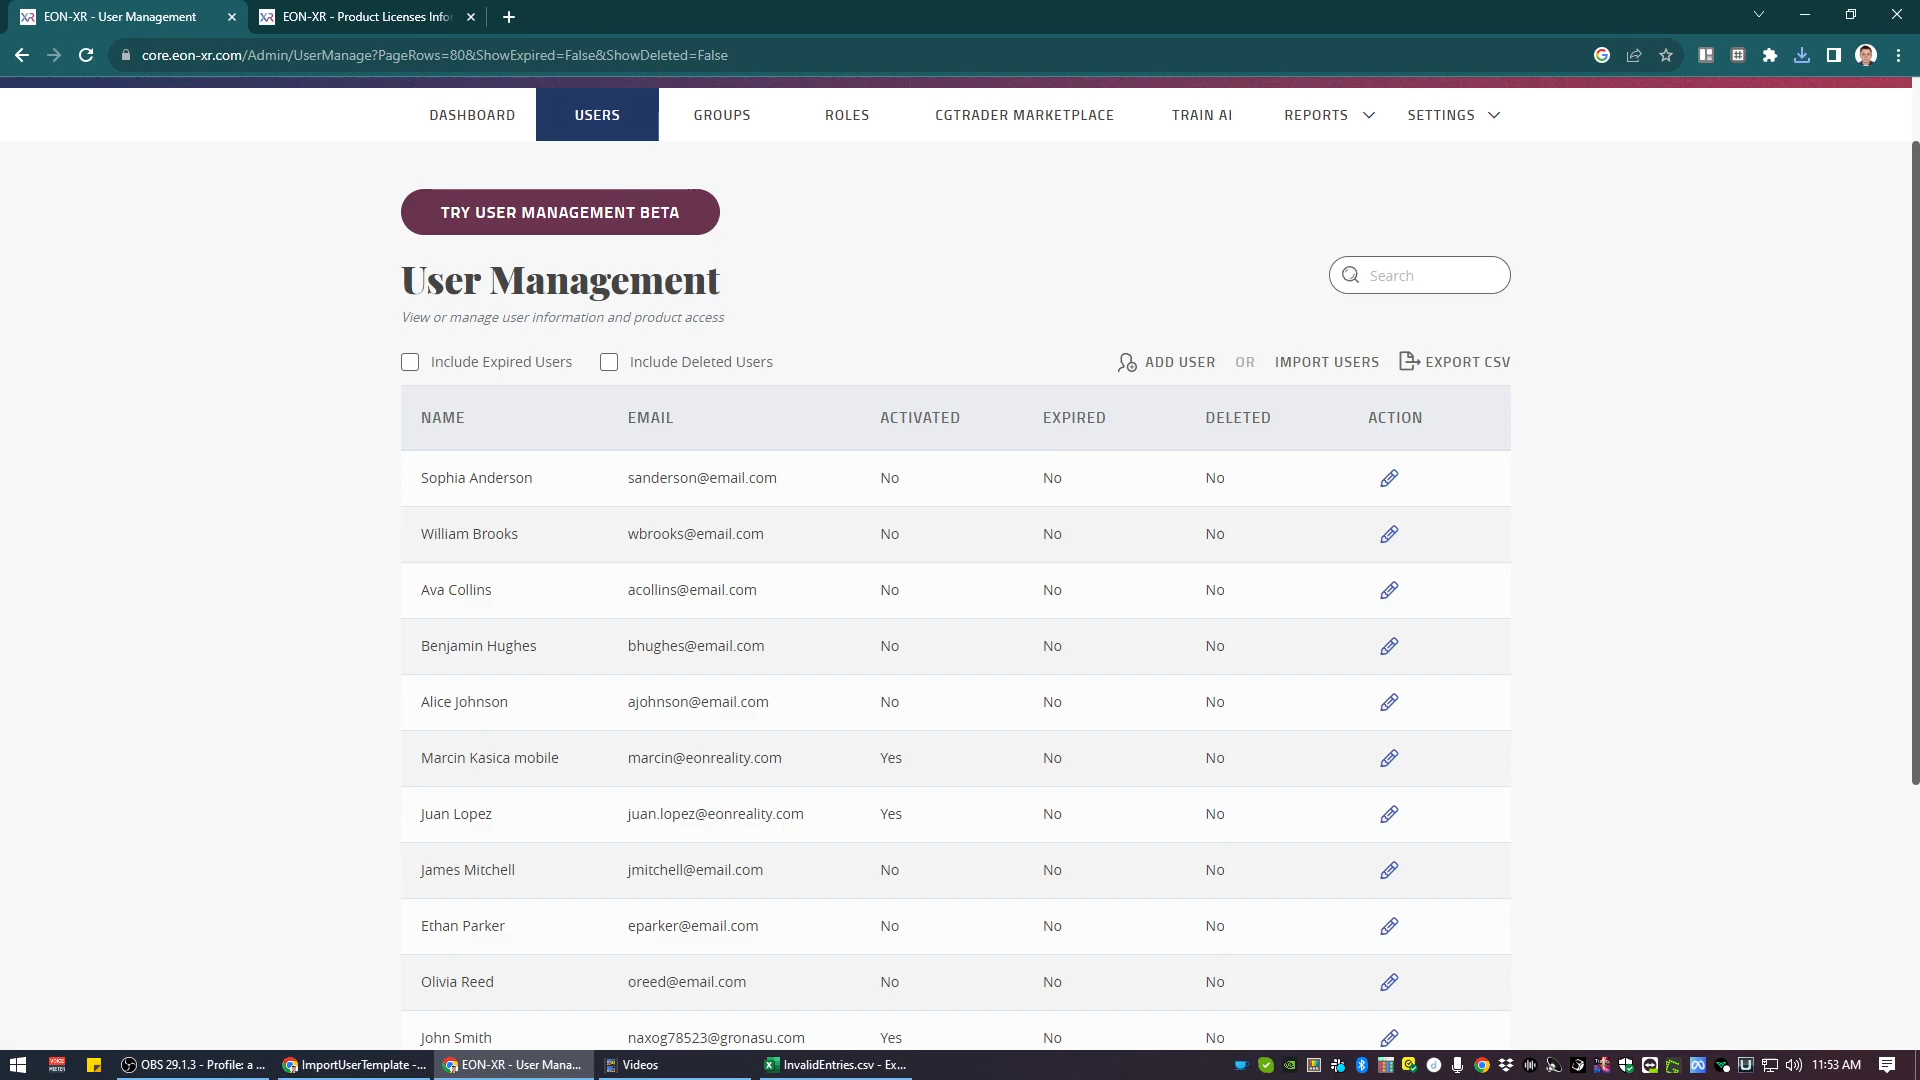 EON-XR - User Management
EON-XR - Product Licenses Info
core.eon-xr.com/Admin/UserManage?PageRows=80&ShowExpired=False&ShowDeleted=False
DASHBOARD
USERS
GROUPS
ROLES
CGTRADER MARKETPLACE
TRAIN AI
REPORTS
SETTINGS
TRY USER MANAGEMENT BETA
User Management
Search
View or manage user information and product access
Include Expired Users
Include Deleted Users
ADD USER OR IMPORT USERS EXPORT CSV
NAME EMAIL ACTIVATED EXPIRED DELETED ACTION
Sophia Anderson sanderson@email.com No No No
William Brooks wbrooks@email.com No No No
Ava Collins acollins@email.com No No No
Benjamin Hughes bhughes@email.com No No No
Alice Johnson ajohnson@email.com No No No
Marcin Kasica mobile marcin@eonreality.com Yes No No
Juan Lopez juan.lopez@eonreality.com Yes No No
James Mitchell jmitchell@email.com No No No
Ethan Parker eparker@email.com No No No
Olivia Reed oreed@email.com No No No
John Smith naxog78523@gronasu.com Yes No No
OBS 29.1.3 - Profile: a ...
ImportUserTemplate -...
EON-XR - User Mana...
Videos
InvalidEntries.csv - Ex...
11:53 AM